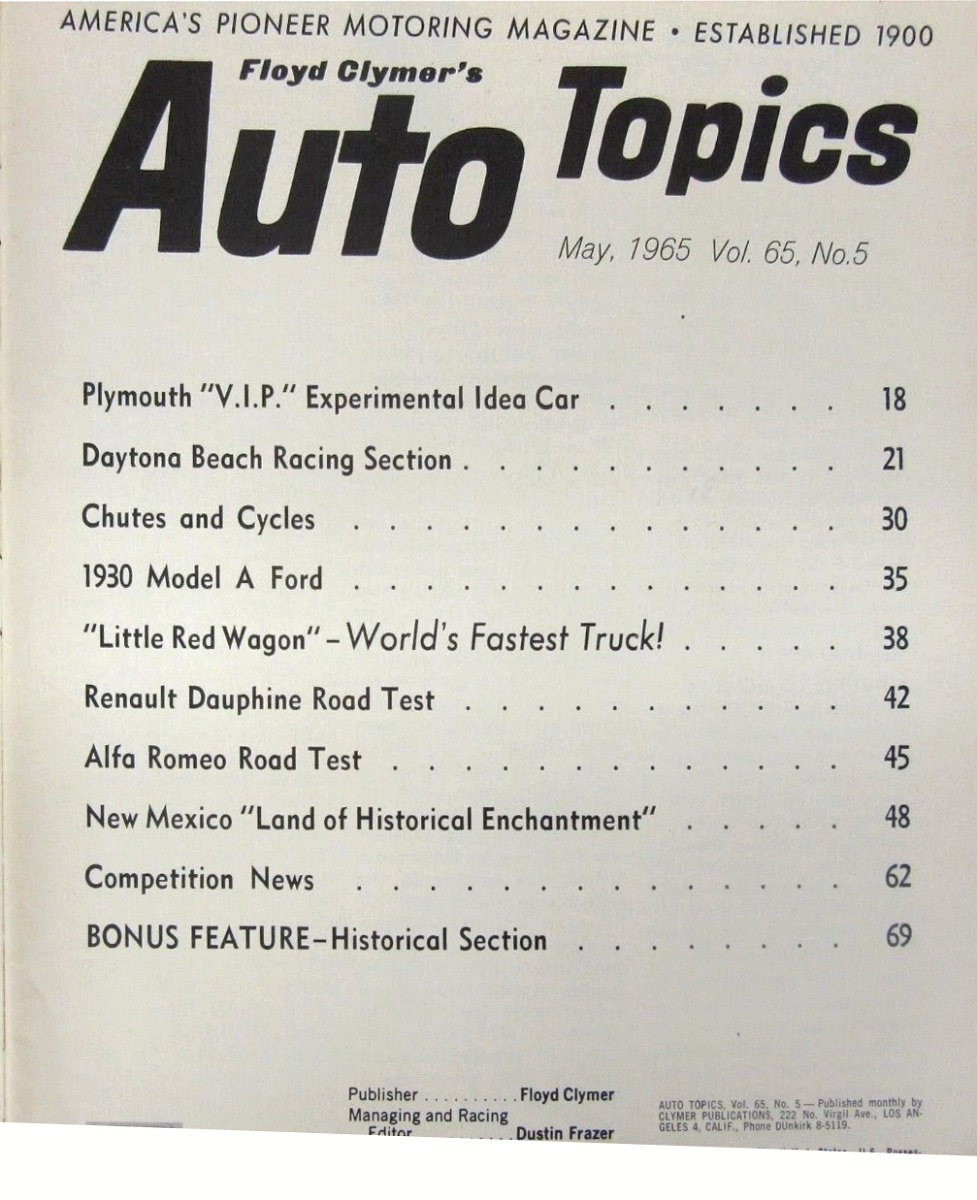 AMERICA'S PIONEER MOTORING MAGAZINE • ESTABLISHED 1900
Floyd Clymer's
Auto Topics
May, 1965 Vol. 65, No.5
Plymouth "V.I.P." Experimental Idea Car . . . . . . . 18
Daytona Beach Racing Section . . . . . . . . . . . 21
Chutes and Cycles . . . . . . . . . . . . . . 30
1930 Model A Ford . . . . . . . . . . . . . . 35
"Little Red Wagon" – World's Fastest Truck! . . . . . 38
Renault Dauphine Road Test . . . . . . . . . . . 42
Alfa Romeo Road Test . . . . . . . . . . . . . 45
New Mexico "Land of Historical Enchantment" . . . . . 48
Competition News . . . . . . . . . . . . . . 62
BONUS FEATURE–Historical Section . . . . . . . . 69
Publisher . . . . . . . . . . Floyd Clymer
Managing and Racing
Editor . . . . . . . . Dustin Frazer
AUTO TOPICS, Vol. 65, No. 5 — Published monthly by
CLYMER PUBLICATIONS, 222 No. Virgil Ave., LOS AN-
GELES 4, CALIF., Phone DUnkirk 8-5119.